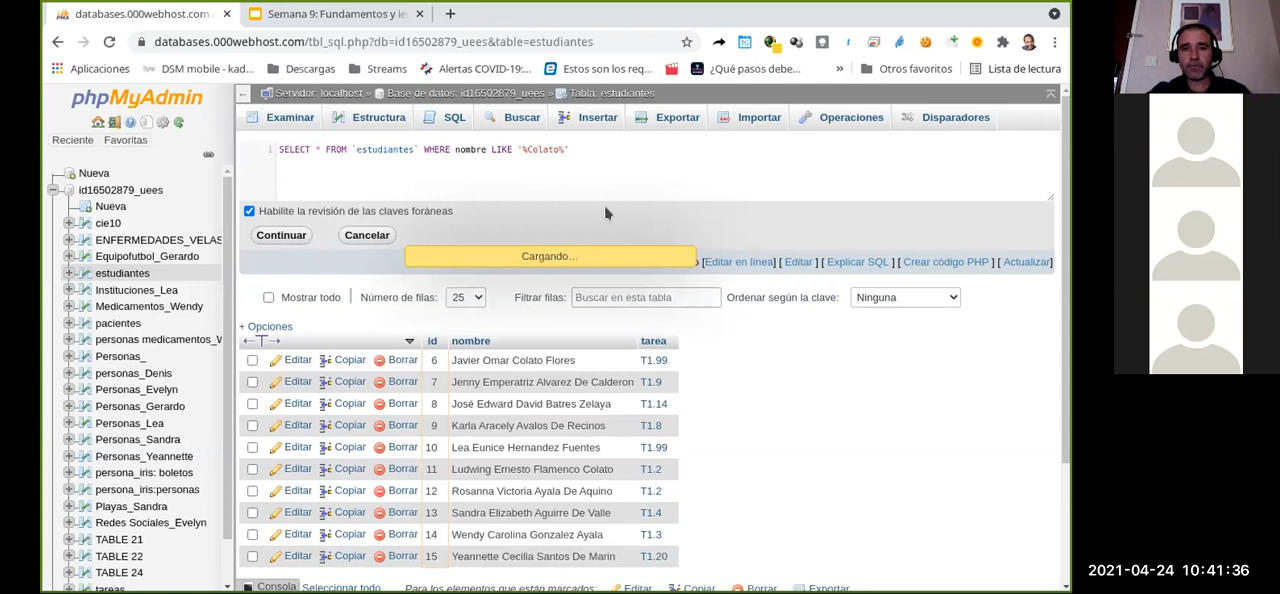 databases.000webhost.com
Semana 9: Fundamentos y le
databases.000webhost.com/tbl_sql.php?db=id16502879_uees&table=estudiantes
Aplicaciones
DSM mobile - kad...
Descargas
Streams
Alertas COVID-19:...
Estos son los req...
¿Qué pasos debe...
»
Otros favoritos
Lista de lectura
phpMyAdmin
Reciente Favoritas
Nueva
id16502879_uees
Nueva
cie10
ENFERMEDADES_VELAS
Equipofutbol_Gerardo
estudiantes
Instituciones_Lea
Medicamentos_Wendy
pacientes
personas medicamentos_W
Personas_
personas_Denis
Personas_Evelyn
Personas_Gerardo
Personas_Lea
Personas_Sandra
Personas_Yeannette
persona_iris: boletos
persona_iris:personas
Playas_Sandra
Redes Sociales_Evelyn
TABLE 21
TABLE 22
TABLE 24
tareas
Servidor: localhost » Base de datos: id16502879_uees » Tabla: estudiantes
Examinar Estructura SQL Buscar Insertar Exportar Importar Operaciones Disparadores
1 SELECT * FROM `estudiantes` WHERE nombre LIKE '%Colato%'
Habilite la revisión de las claves foráneas
Continuar Cancelar
Cargando…
[Editar en línea] [ Editar ] [ Explicar SQL ] [ Crear código PHP ] [ Actualizar]
Mostrar todo | Número de filas: 25 Filtrar filas: Buscar en esta tabla Ordenar según la clave: Ninguna
+ Opciones
←T→ id nombre tarea
Editar Copiar Borrar 6 Javier Omar Colato Flores T1.99
Editar Copiar Borrar 7 Jenny Emperatriz Alvarez De Calderon T1.9
Editar Copiar Borrar 8 José Edward David Batres Zelaya T1.14
Editar Copiar Borrar 9 Karla Aracely Avalos De Recinos T1.8
Editar Copiar Borrar 10 Lea Eunice Hernandez Fuentes T1.99
Editar Copiar Borrar 11 Ludwing Ernesto Flamenco Colato T1.2
Editar Copiar Borrar 12 Rosanna Victoria Ayala De Aquino T1.2
Editar Copiar Borrar 13 Sandra Elizabeth Aguirre De Valle T1.4
Editar Copiar Borrar 14 Wendy Carolina Gonzalez Ayala T1.3
Editar Copiar Borrar 15 Yeannette Cecilia Santos De Marin T1.20
Consola Seleccionar todo Para los elementos que están marcados: Editar Copiar Borrar Exportar
2021-04-24 10:41:36